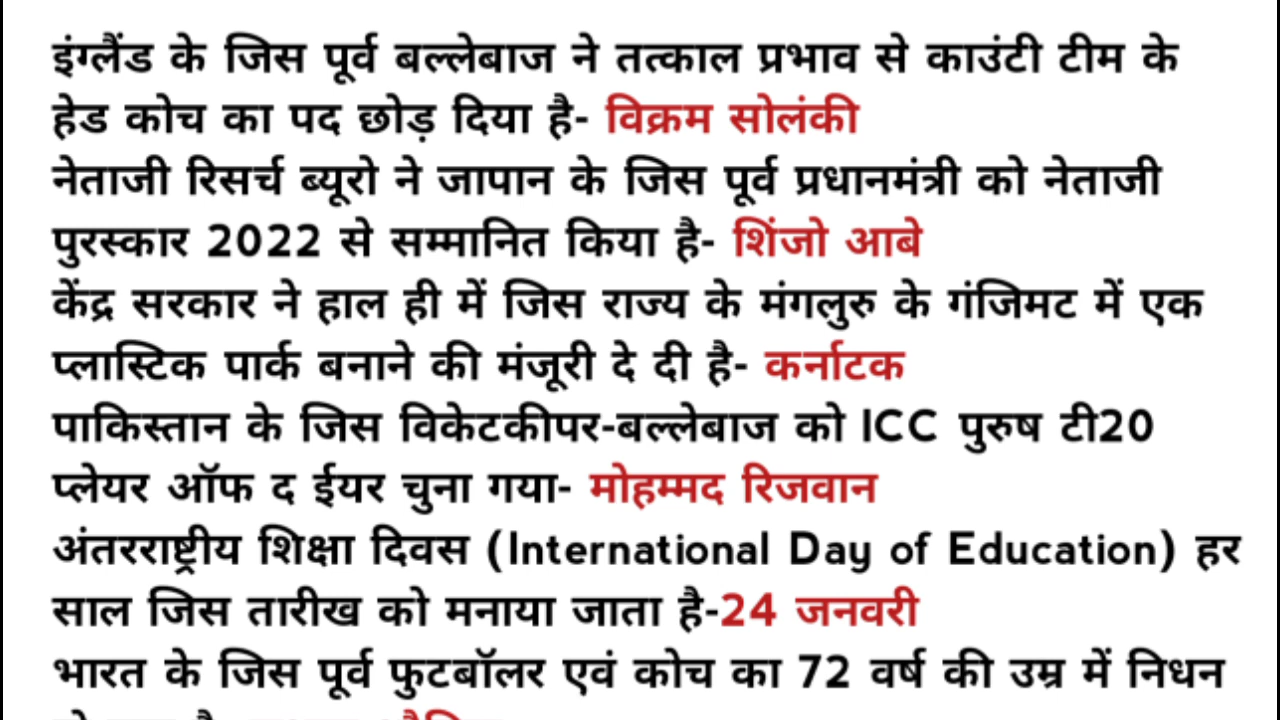 इंग्लैंड के जिस पूर्व बल्लेबाज ने तत्काल प्रभाव से काउंटी टीम के
हेड कोच का पद छोड़ दिया है- विक्रम सोलंकी
नेताजी रिसर्च ब्यूरो ने जापान के जिस पूर्व प्रधानमंत्री को नेताजी
पुरस्कार 2022 से सम्मानित किया है- शिंजो आबे
केंद्र सरकार ने हाल ही में जिस राज्य के मंगलुरु के गंजिमट में एक
प्लास्टिक पार्क बनाने की मंजूरी दे दी है- कर्नाटक
पाकिस्तान के जिस विकेटकीपर-बल्लेबाज को ICC पुरुष टी20
प्लेयर ऑफ द ईयर चुना गया- मोहम्मद रिजवान
अंतरराष्ट्रीय शिक्षा दिवस (International Day of Education) हर
साल जिस तारीख को मनाया जाता है-24 जनवरी
भारत के जिस पूर्व फुटबॉलर एवं कोच का 72 वर्ष की उम्र में निधन